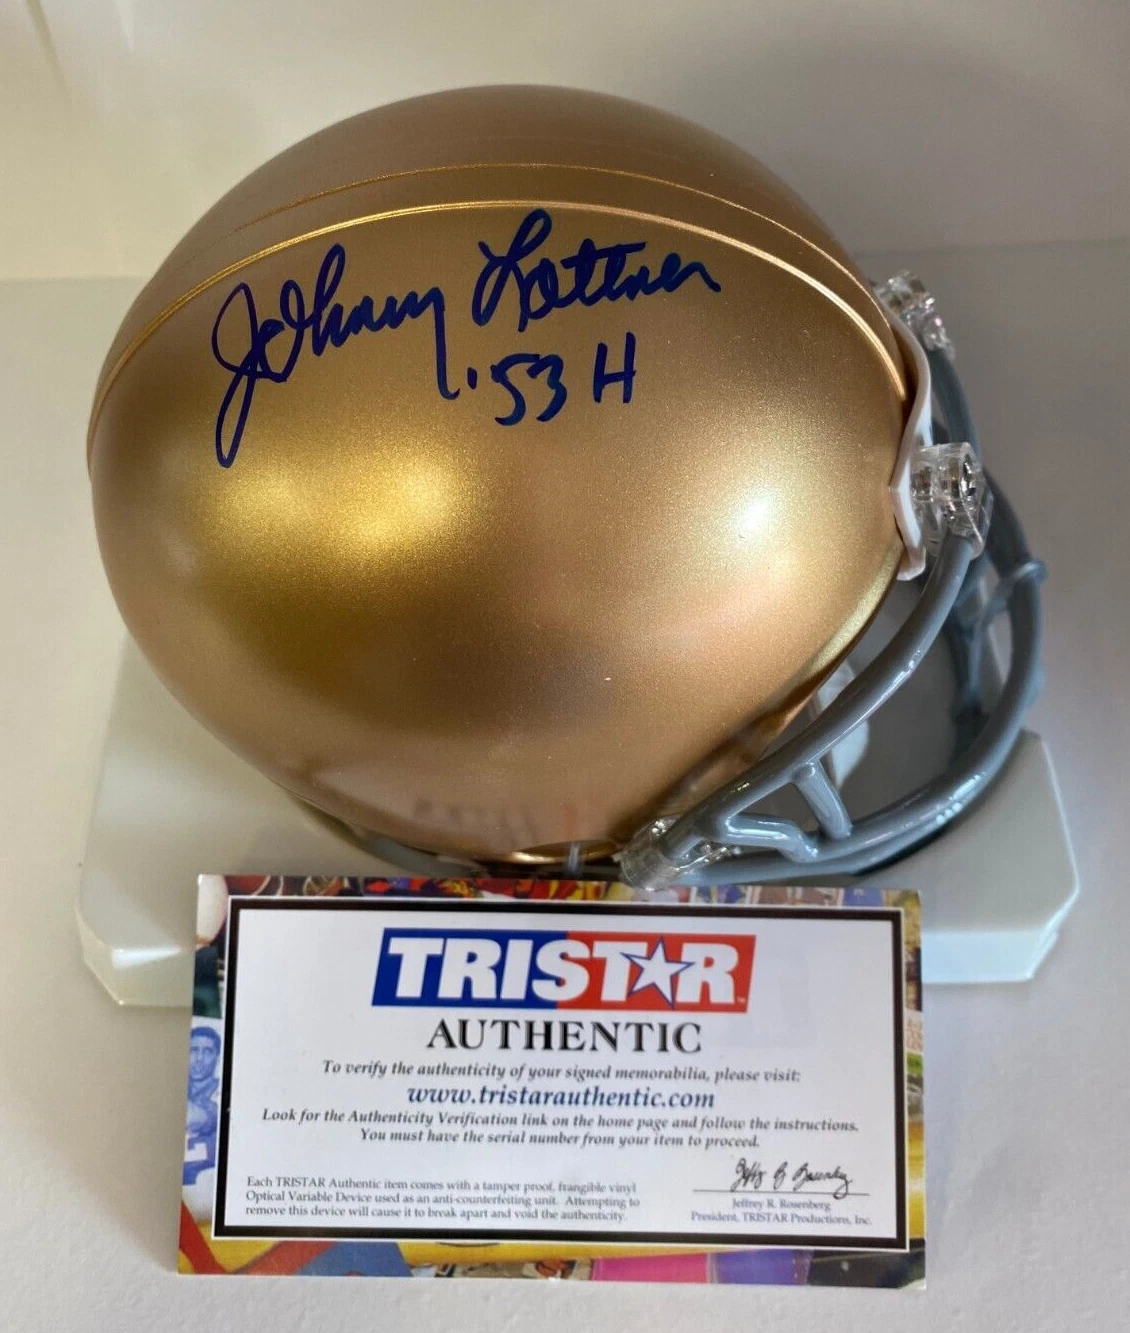 Johnny Lattner
'53 H
TRISTAR
AUTHENTIC
To verify the authenticity of your signed memorabilia, please visit:
www.tristarauthentic.com
Look for the Authenticity Verification link on the home page and follow the instructions.
You must have the serial number from your item to proceed.
Each TRISTAR Authentic item comes with a tamper proof, frangible vinyl
Optical Variable Device used as an anti-counterfeiting unit. Attempting to
remove this device will cause it to break apart and void the authenticity.
Jeffrey R. Rosenberg
President, TRISTAR Productions, Inc.